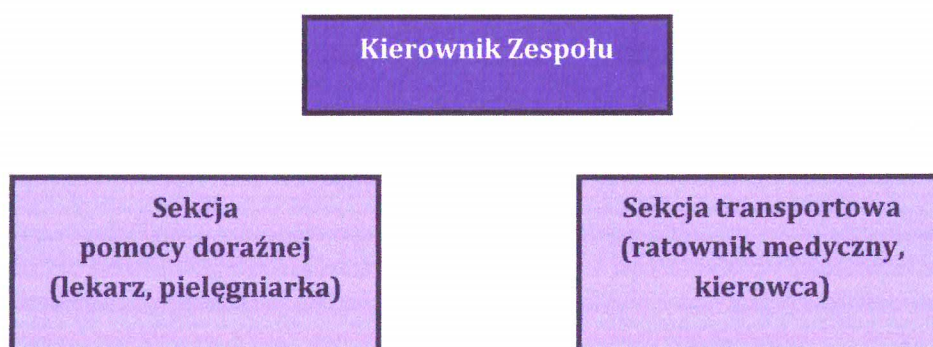 Kierownik Zespołu
Sekcja
pomocy doraźnej
(lekarz, pielęgniarka)
Sekcja transportowa
(ratownik medyczny,
kierowca)